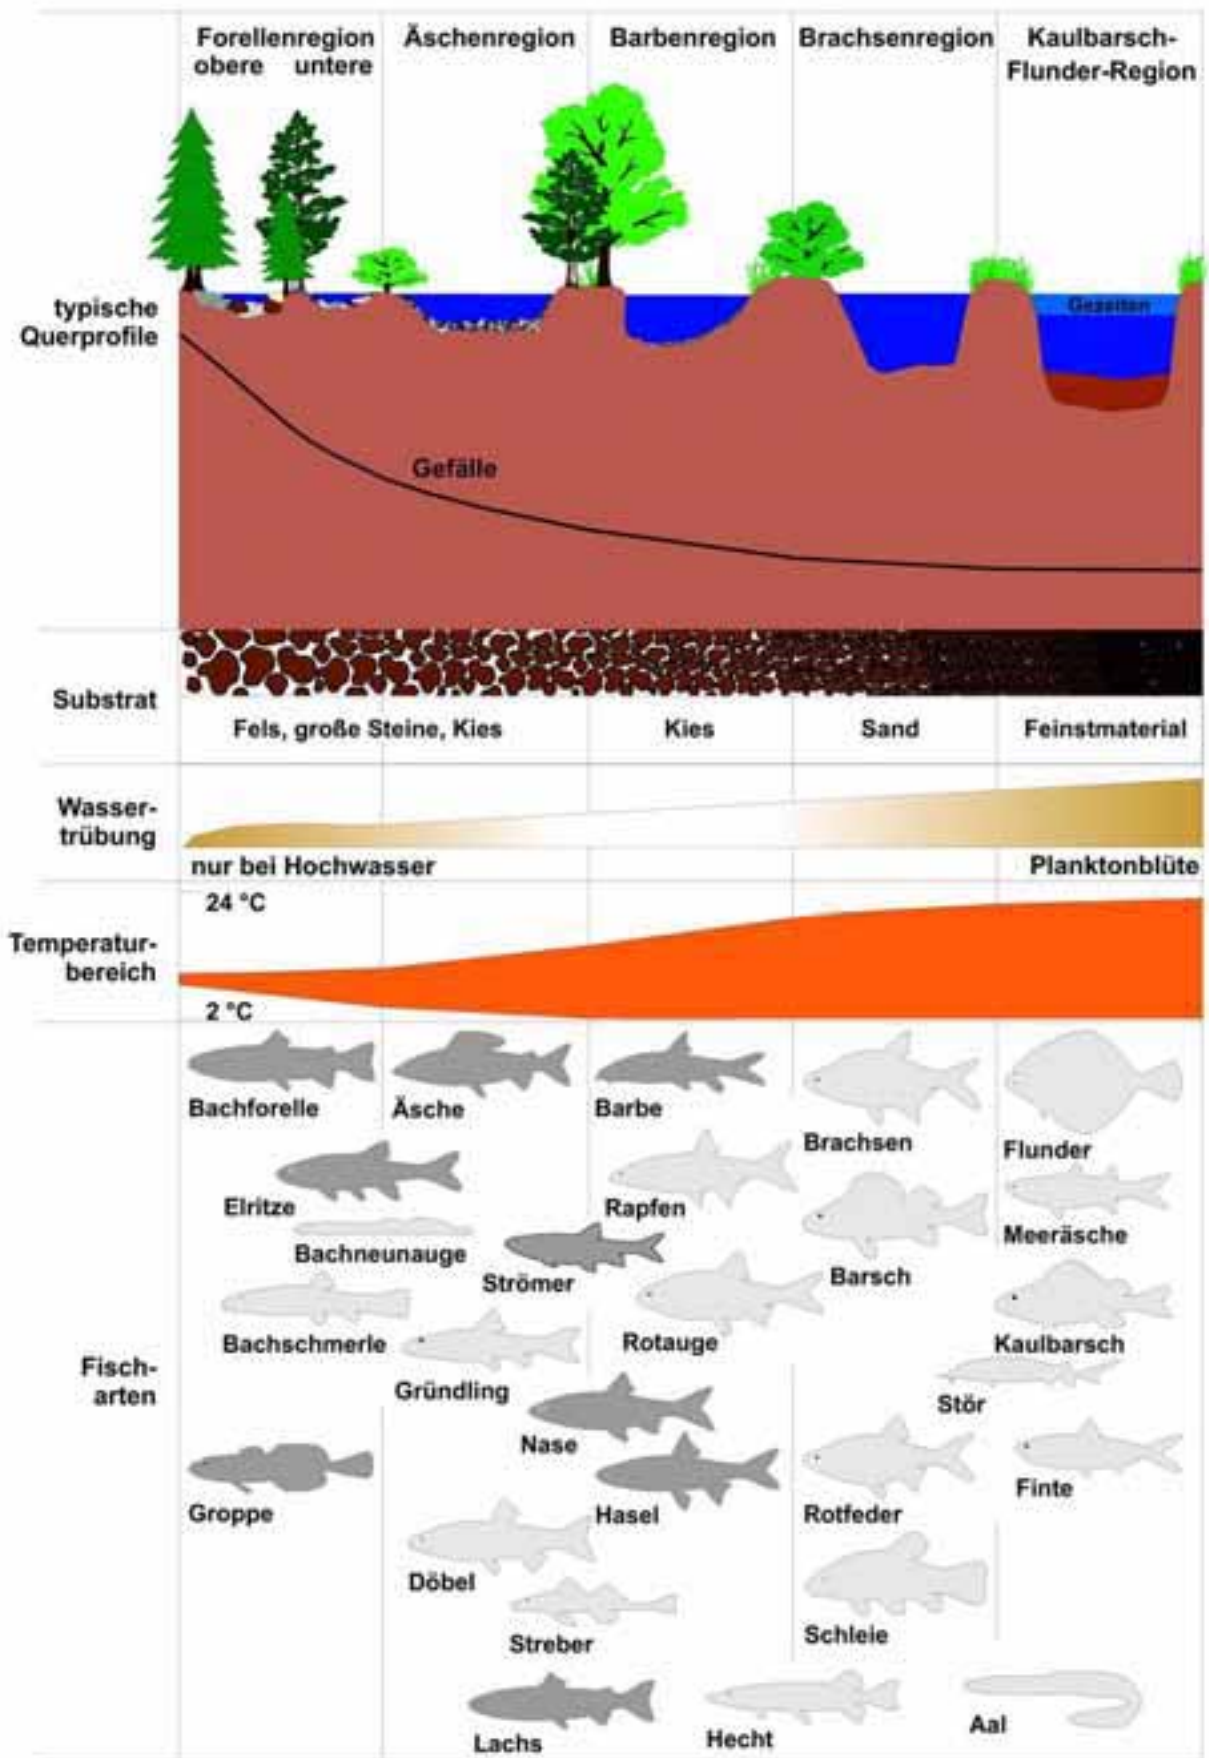 Forellenregion
obere untere
Äschenregion
Barbenregion
Brachsenregion
Kaulbarsch-
Flunder-Region
typische
Querprofile
Gezeiten
Gefälle
Substrat
Fels, große Steine, Kies
Kies
Sand
Feinstmaterial
Wasser-
trübung
nur bei Hochwasser
Planktonblüte
24 °C
Temperatur-
bereich
2 °C
Bachforelle
Äsche
Barbe
Brachsen
Flunder
Elritze
Rapfen
Meeräsche
Bachneunauge
Strömer
Barsch
Bachschmerle
Rotauge
Kaulbarsch
Fisch-
arten
Gründling
Stör
Nase
Finte
Groppe
Hasel
Rotfeder
Döbel
Streber
Schleie
Lachs
Hecht
Aal